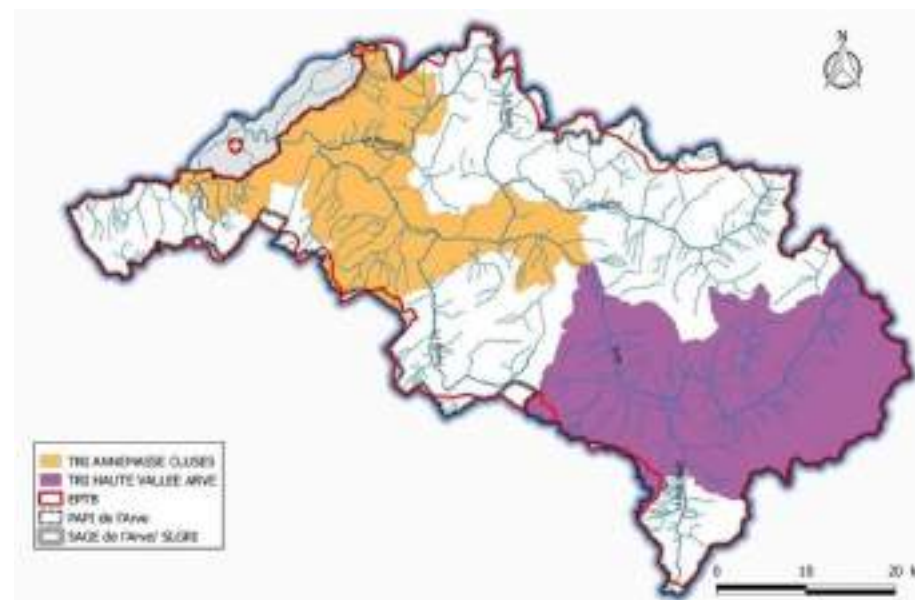 N
TRI ANNEMASSE CLUSES
TRI HAUTE VALLEE ARVE
EPTB
PAPI de l'Arve
SAGE de l'Arve/ SLGRI
0 10 20 k